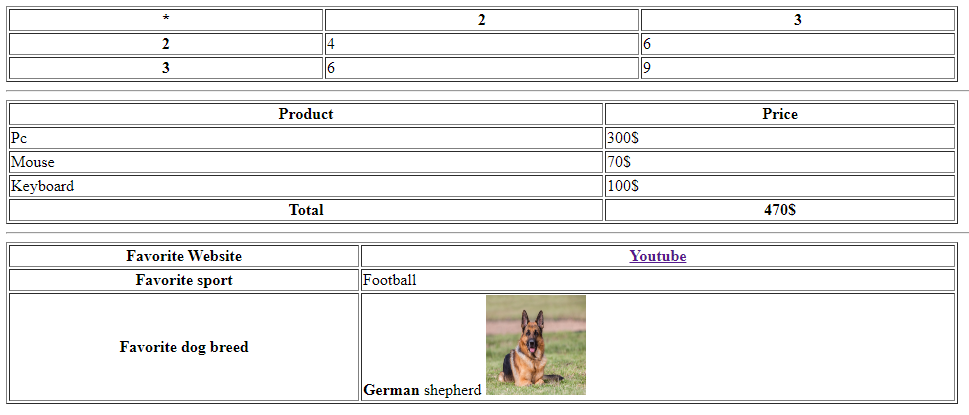 * 2 3
2 4 6
3 6 9
Product Price
Pc 300$
Mouse 70$
Keyboard 100$
Total 470$
Favorite Website Youtube
Favorite sport Football
Favorite dog breed German shepherd